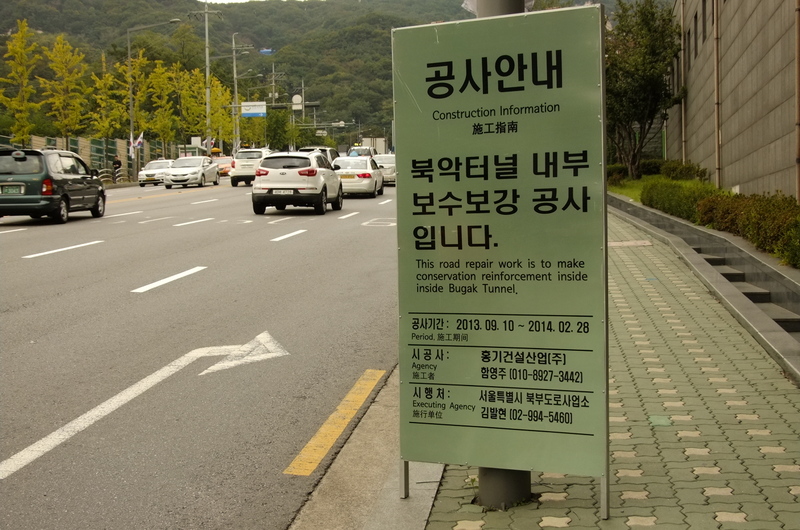 공사안내
Construction Information
施工指南
북악터널 내부
보수보강 공사
입니다.
This road repair work is to make
conservation reinforcement inside
inside Bugak Tunnel.
공사기간 : 2013. 09. 10 ~ 2014. 02. 28
Period, 施工期间
시 공 사 : 홍기건설산업(주)
Agency
施工者 함영주 (010-8927-3442)
시 행 처 : 서울특별시 북부도로사업소
Executing Agency
施行单位 김발현 (02-994-5460)